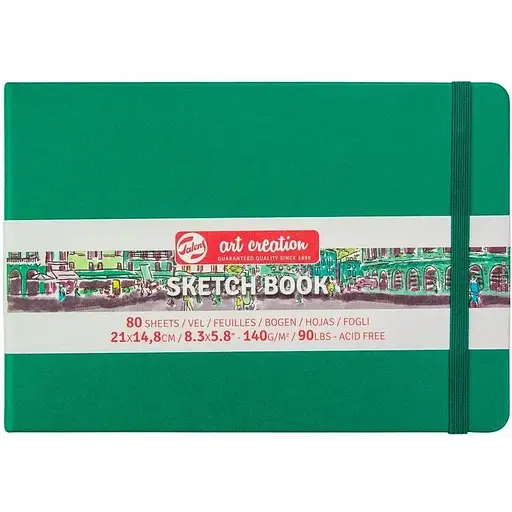 Talens
art creation
GUARANTEED QUALITY SINCE 1899
SKETCH BOOK
80 SHEETS / VEL / FEUILLES / BOGEN / HOJAS / FOGLI
21X14,8CM / 8.3X5.8" - 140G/M² / 90LBS - ACID FREE